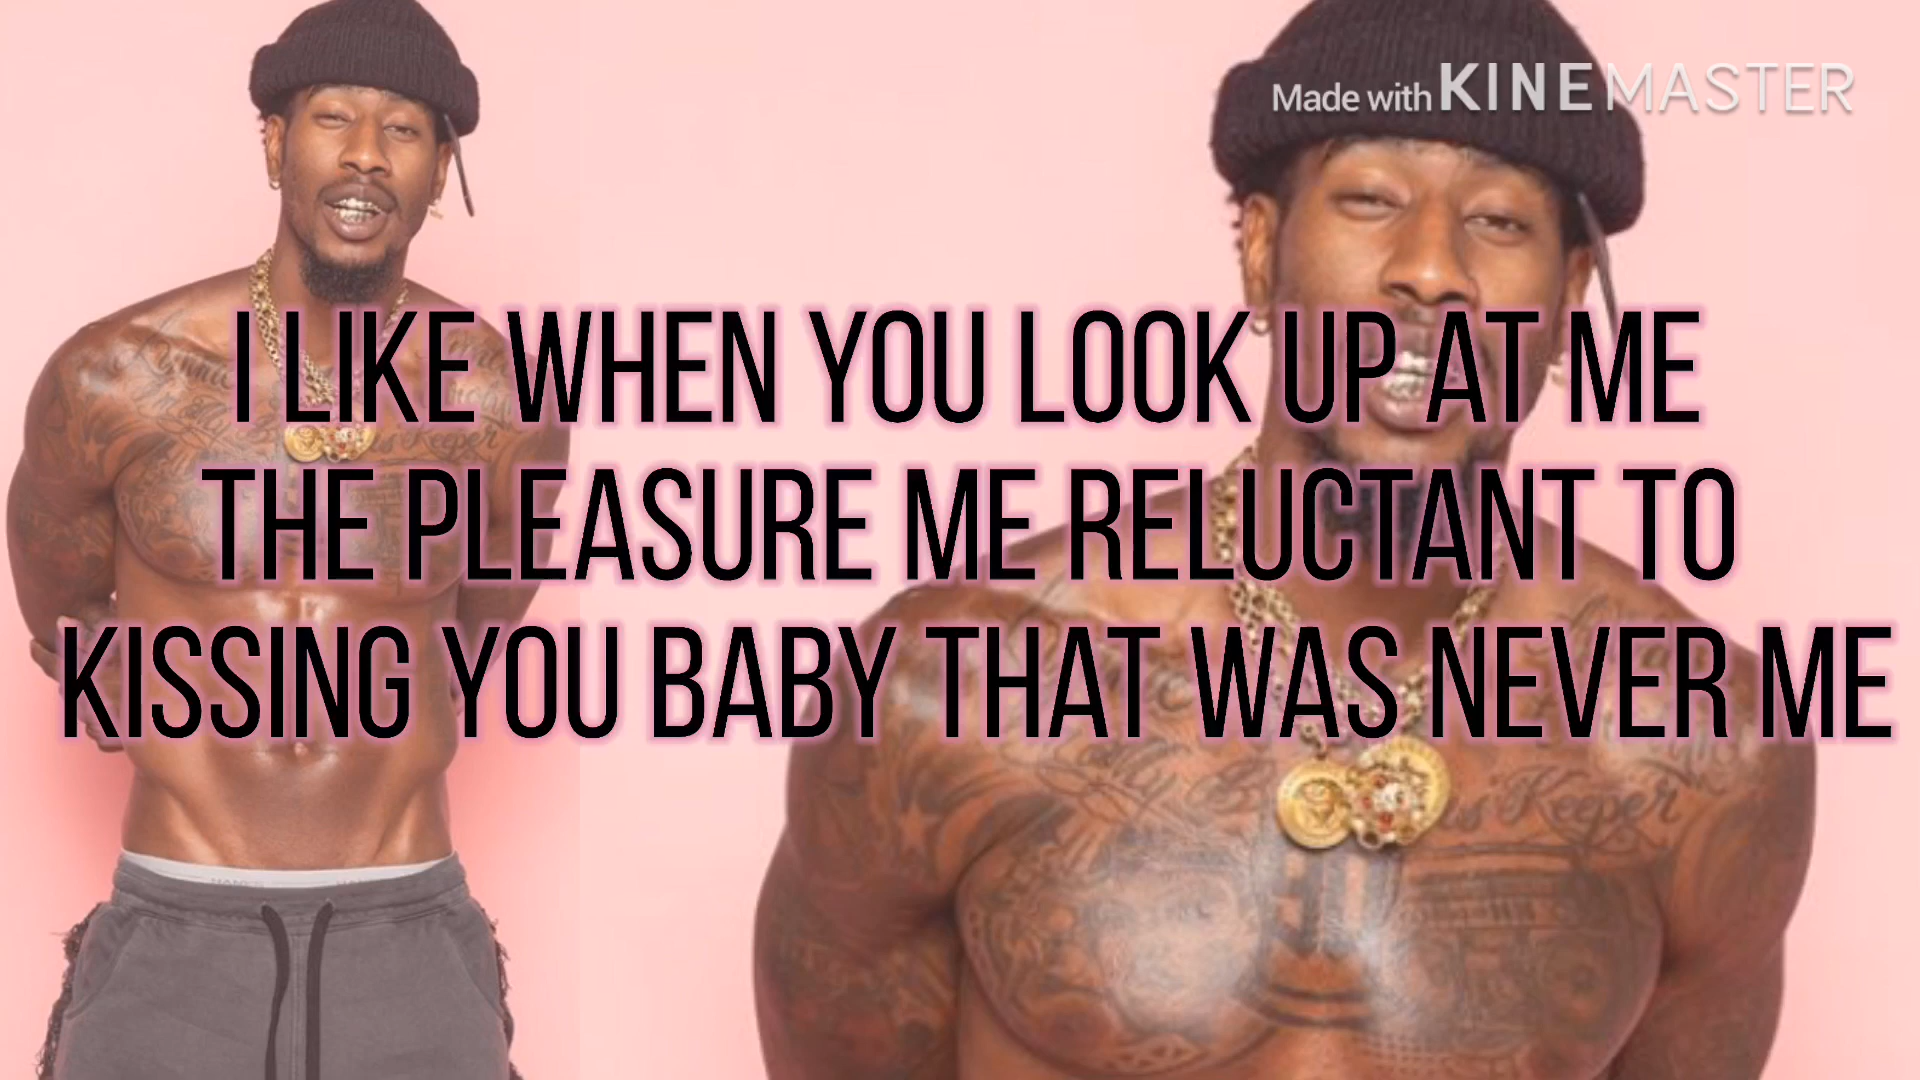 Made with KINEMASTER
I LIKE WHEN YOU LOOK UP AT ME
THE PLEASURE ME RELUCTANT TO
KISSING YOU BABY THAT WAS NEVER ME
Keeper